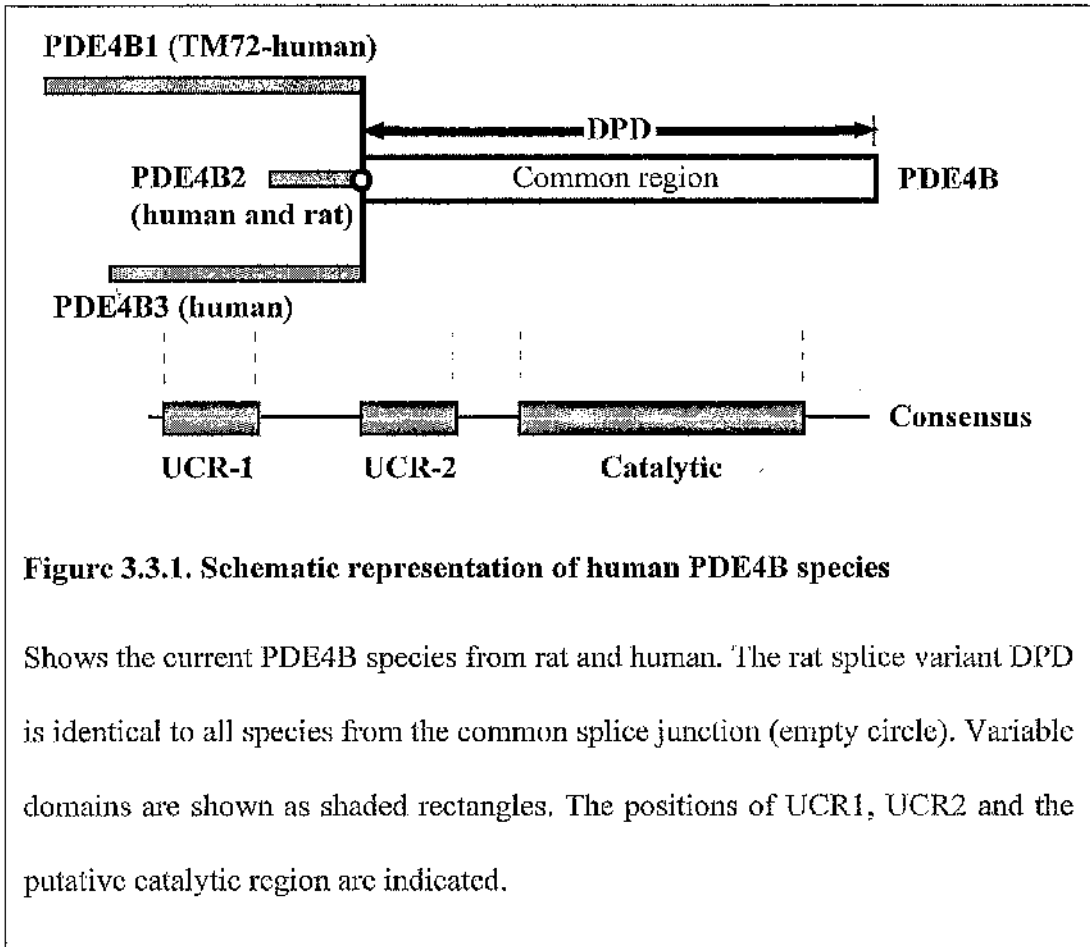 PDE4B1 (TM72-human)
DPD
PDE4B2
(human and rat)
Common region
PDE4B
PDE4B3 (human)
Consensus
UCR-1
UCR-2
Catalytic
Figure 3.3.1. Schematic representation of human PDE4B species
Shows the current PDE4B species from rat and human. The rat splice variant DPD
is identical to all species from the common splice junction (empty circle). Variable
domains are shown as shaded rectangles. The positions of UCR1, UCR2 and the
putative catalytic region are indicated.